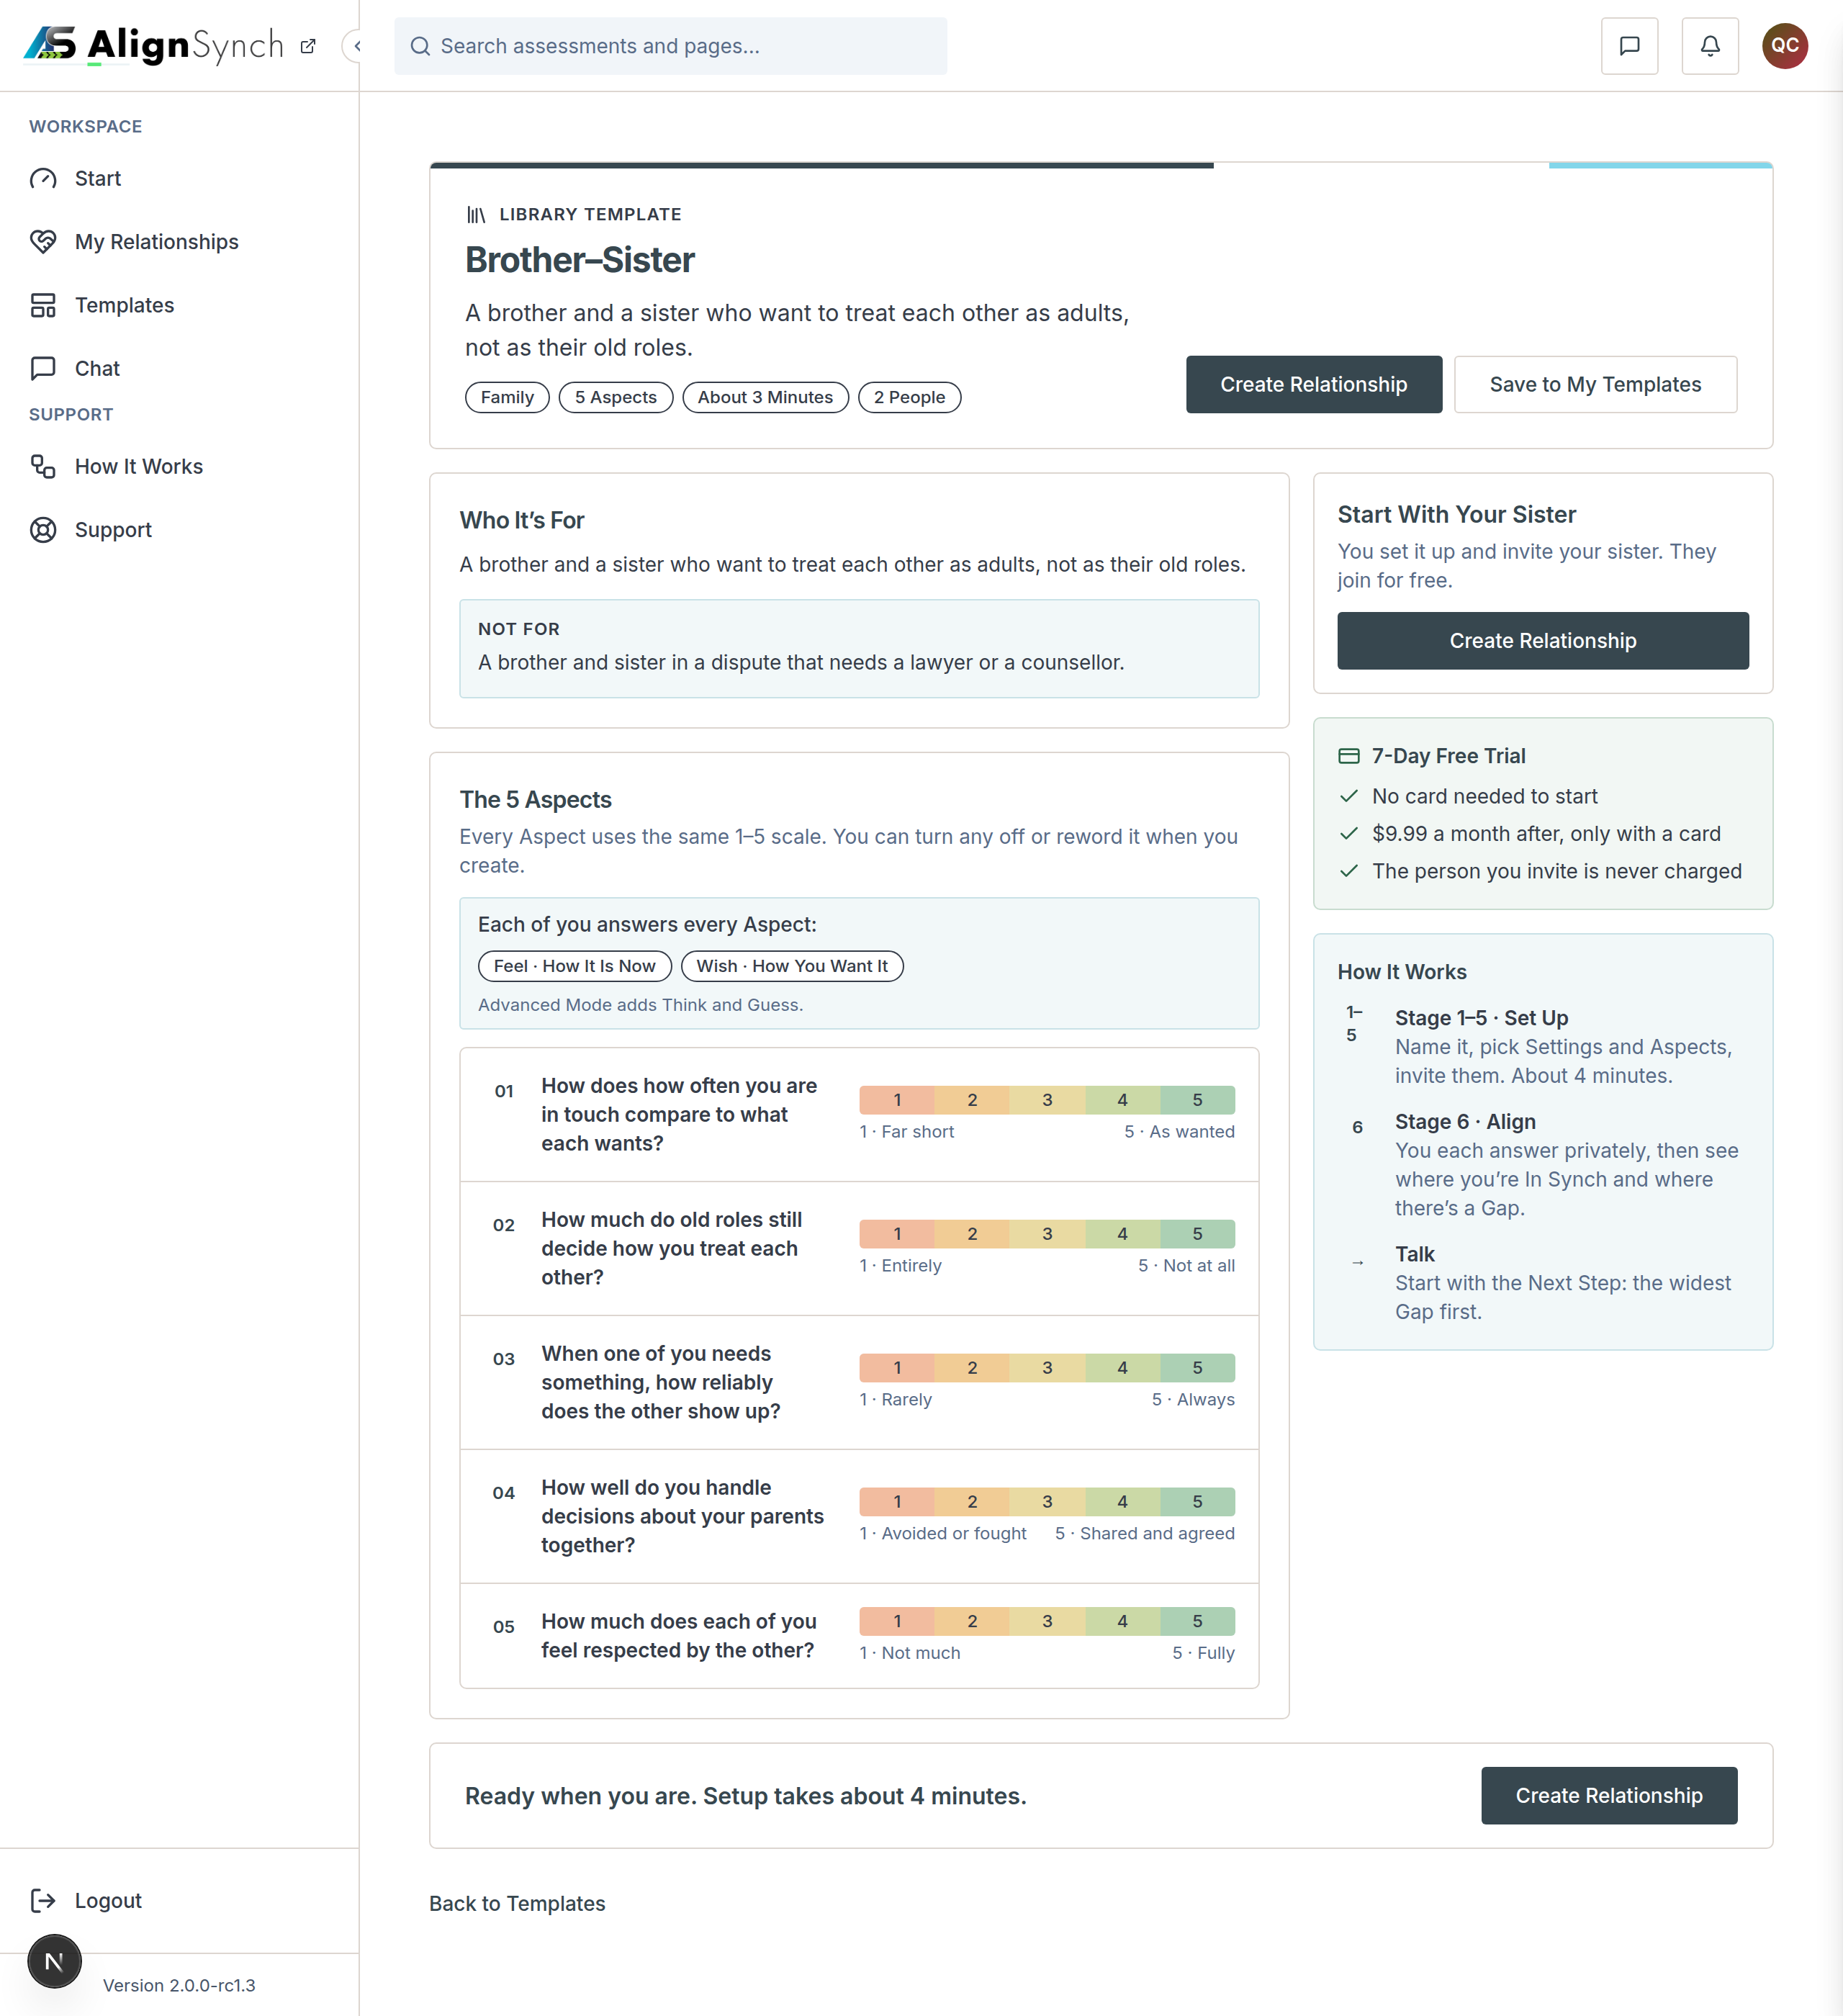 AlignSynch
Search assessments and pages...
QC
WORKSPACE
Start
My Relationships
Templates
Chat
SUPPORT
How It Works
Support
LIBRARY TEMPLATE
Brother–Sister
A brother and a sister who want to treat each other as adults,
not as their old roles.
Family
5 Aspects
About 3 Minutes
2 People
Create Relationship
Save to My Templates
Who It’s For
A brother and a sister who want to treat each other as adults, not as their old roles.
NOT FOR
A brother and sister in a dispute that needs a lawyer or a counsellor.
The 5 Aspects
Every Aspect uses the same 1–5 scale. You can turn any off or reword it when you
create.
Each of you answers every Aspect:
Feel · How It Is Now
Wish · How You Want It
Advanced Mode adds Think and Guess.
01
How does how often you are
in touch compare to what
each wants?
1 2 3 4 5
1 · Far short
5 · As wanted
02
How much do old roles still
decide how you treat each
other?
1 2 3 4 5
1 · Entirely
5 · Not at all
03
When one of you needs
something, how reliably
does the other show up?
1 2 3 4 5
1 · Rarely
5 · Always
04
How well do you handle
decisions about your parents
together?
1 2 3 4 5
1 · Avoided or fought
5 · Shared and agreed
05
How much does each of you
feel respected by the other?
1 2 3 4 5
1 · Not much
5 · Fully
Start With Your Sister
You set it up and invite your sister. They
join for free.
Create Relationship
7-Day Free Trial
No card needed to start
$9.99 a month after, only with a card
The person you invite is never charged
How It Works
1–
5
Stage 1–5 · Set Up
Name it, pick Settings and Aspects,
invite them. About 4 minutes.
6
Stage 6 · Align
You each answer privately, then see
where you’re In Synch and where
there’s a Gap.
→
Talk
Start with the Next Step: the widest
Gap first.
Ready when you are. Setup takes about 4 minutes.
Create Relationship
Back to Templates
Logout
N
Version 2.0.0-rc1.3